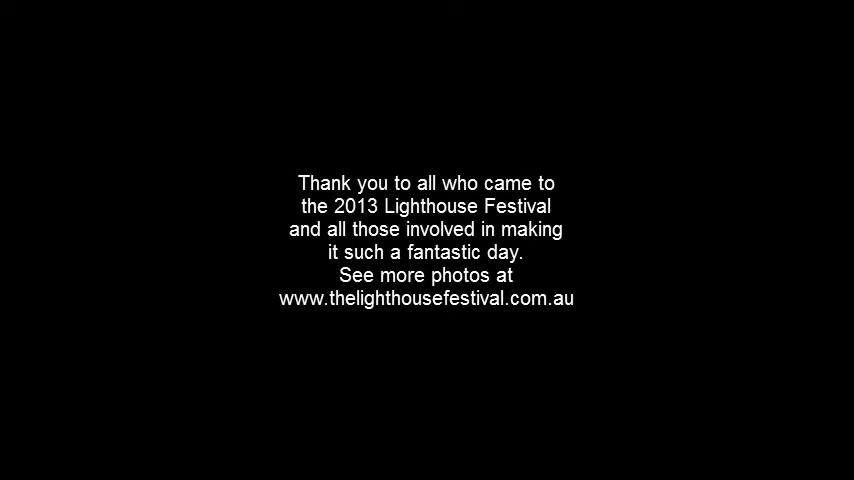 Thank you to all who came to
the 2013 Lighthouse Festival
and all those involved in making
it such a fantastic day.
See more photos at
www.thelighthousefestival.com.au